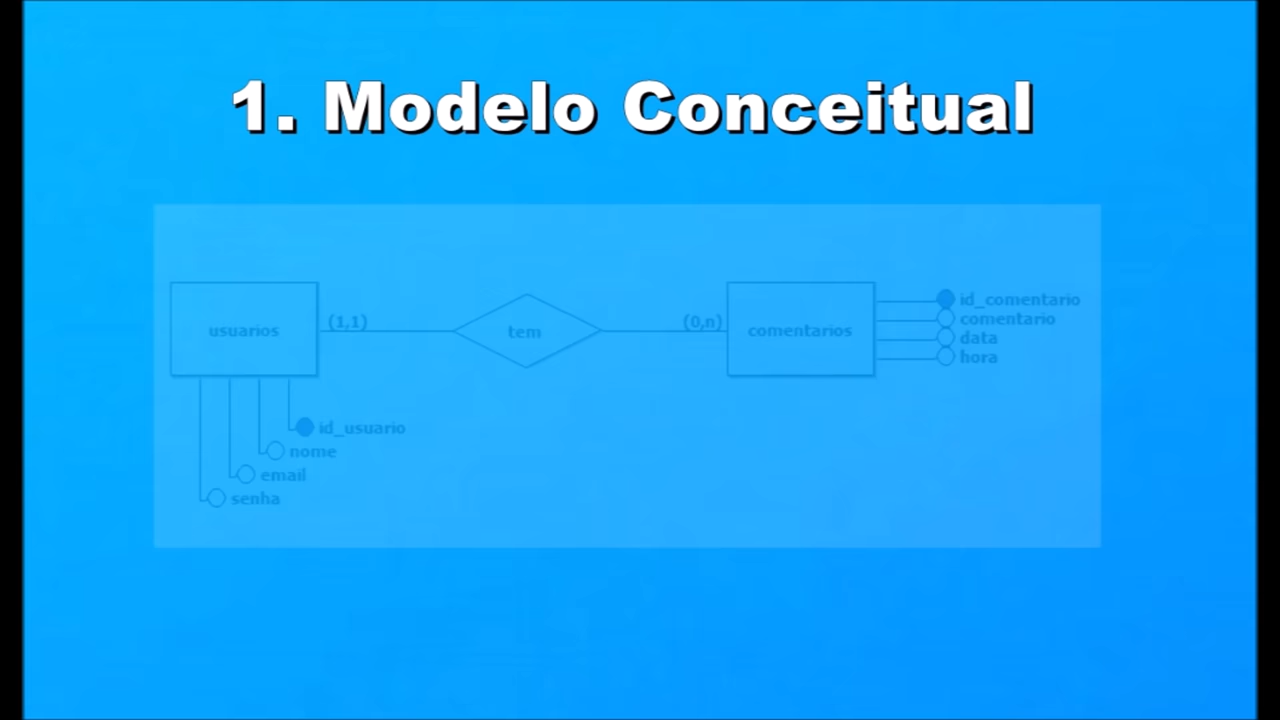 1. Modelo Conceitual
usuarios
(1,1)
tem
(0,n)
comentarios
id_comentario
comentario
data
hora
id_usuario
nome
email
senha